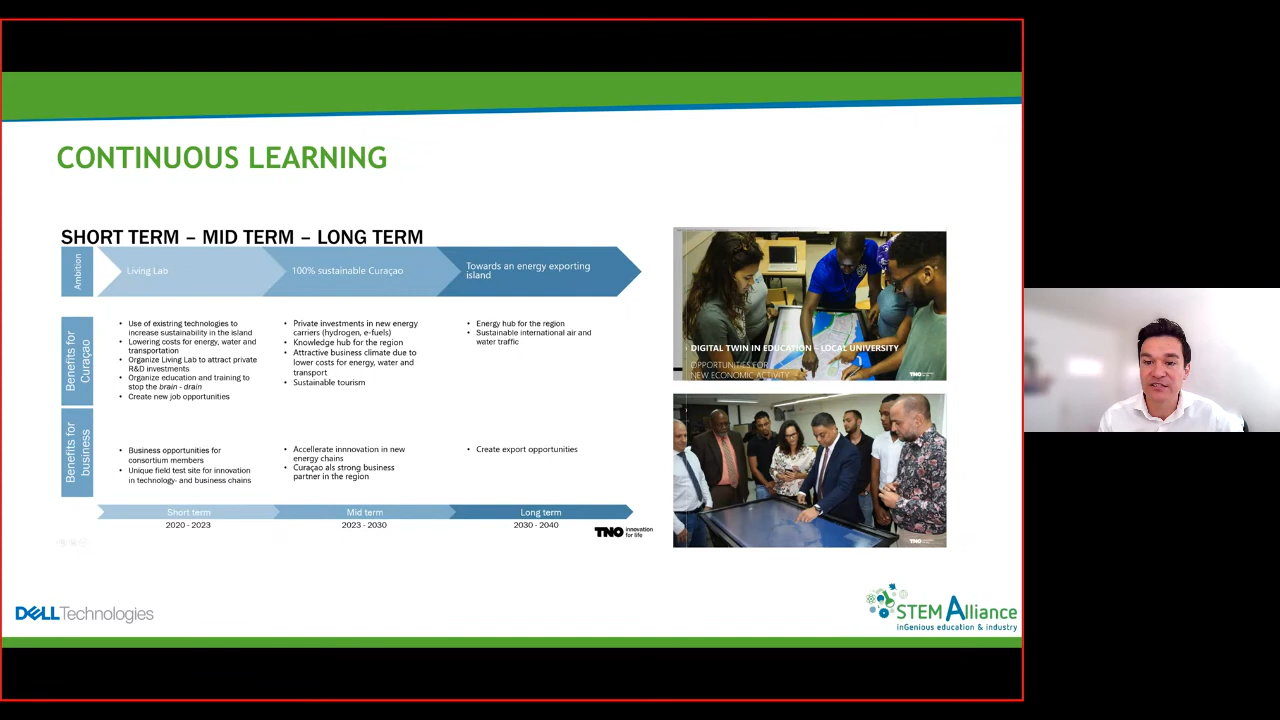 CONTINUOUS LEARNING
SHORT TERM – MID TERM – LONG TERM
Ambition
Living Lab
100% sustainable Curaçao
Towards an energy exporting
island
Benefits for
Curaçao
• Use of existing technologies to
increase sustainability in the island
• Lowering costs for energy, water and
transportation
• Organize Living Lab to attract private
R&D investments
• Organize education and training to
stop the brain - drain
• Create new job opportunities
• Private investments in new energy
carriers (hydrogen, e-fuels)
• Knowledge hub for the region
• Attractive business climate due to
lower costs for energy, water and
transport
• Sustainable tourism
• Energy hub for the region
• Sustainable international air and
water traffic
Benefits for
business
• Business opportunities for
consortium members
• Unique field test site for innovation
in technology- and business chains
• Accellerate innnovation in new
energy chains
• Curaçao als strong business
partner in the region
• Create export opportunities
Short term
Mid term
Long term
2020 - 2023
2023 - 2030
2030 - 2040
TNO innovation
for life
DIGITAL TWIN IN EDUCATION – LOCAL UNIVERSITY
OPPORTUNITIES FOR
NEW ECONOMIC ACTIVITY
TNO
TNO
DELL Technologies
STEM Alliance
inGenious education & industry